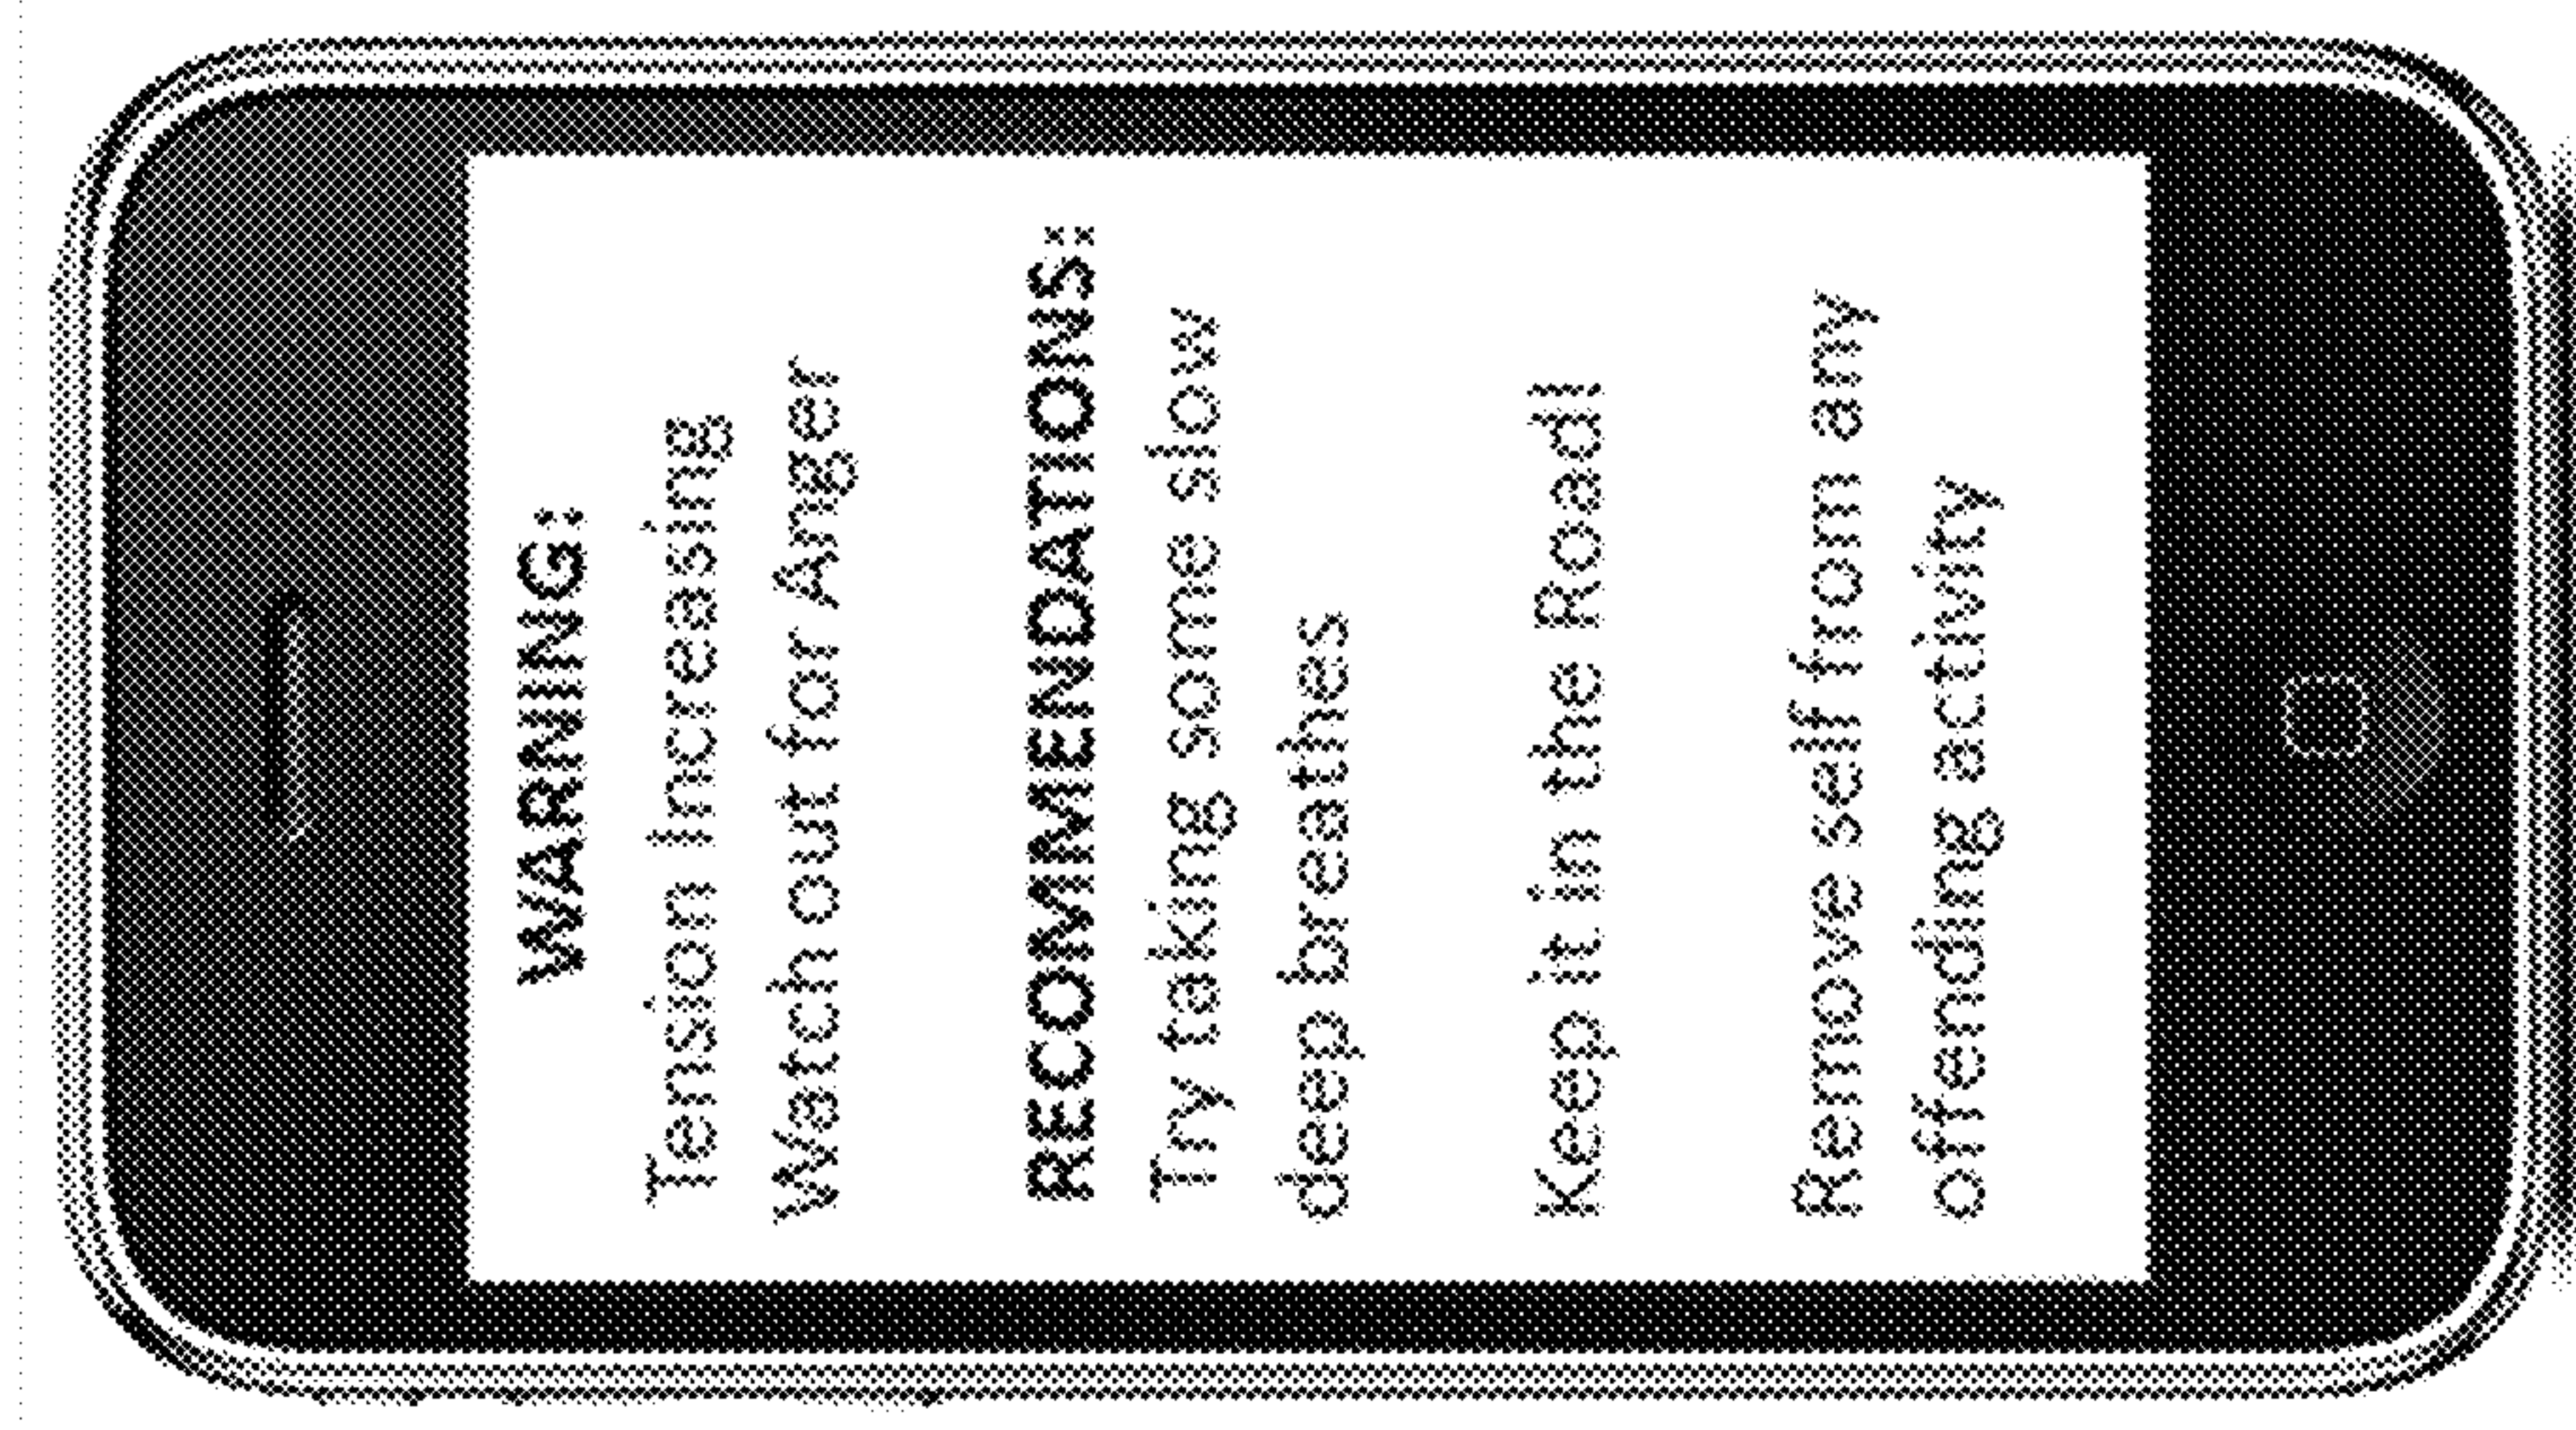 WARNING:
Tension Increasing
Watch out for Anger
RECOMMENDATIONS:
Try taking some slow
deep breathes
Keep it in the Road!
Remove self from any
offending activity